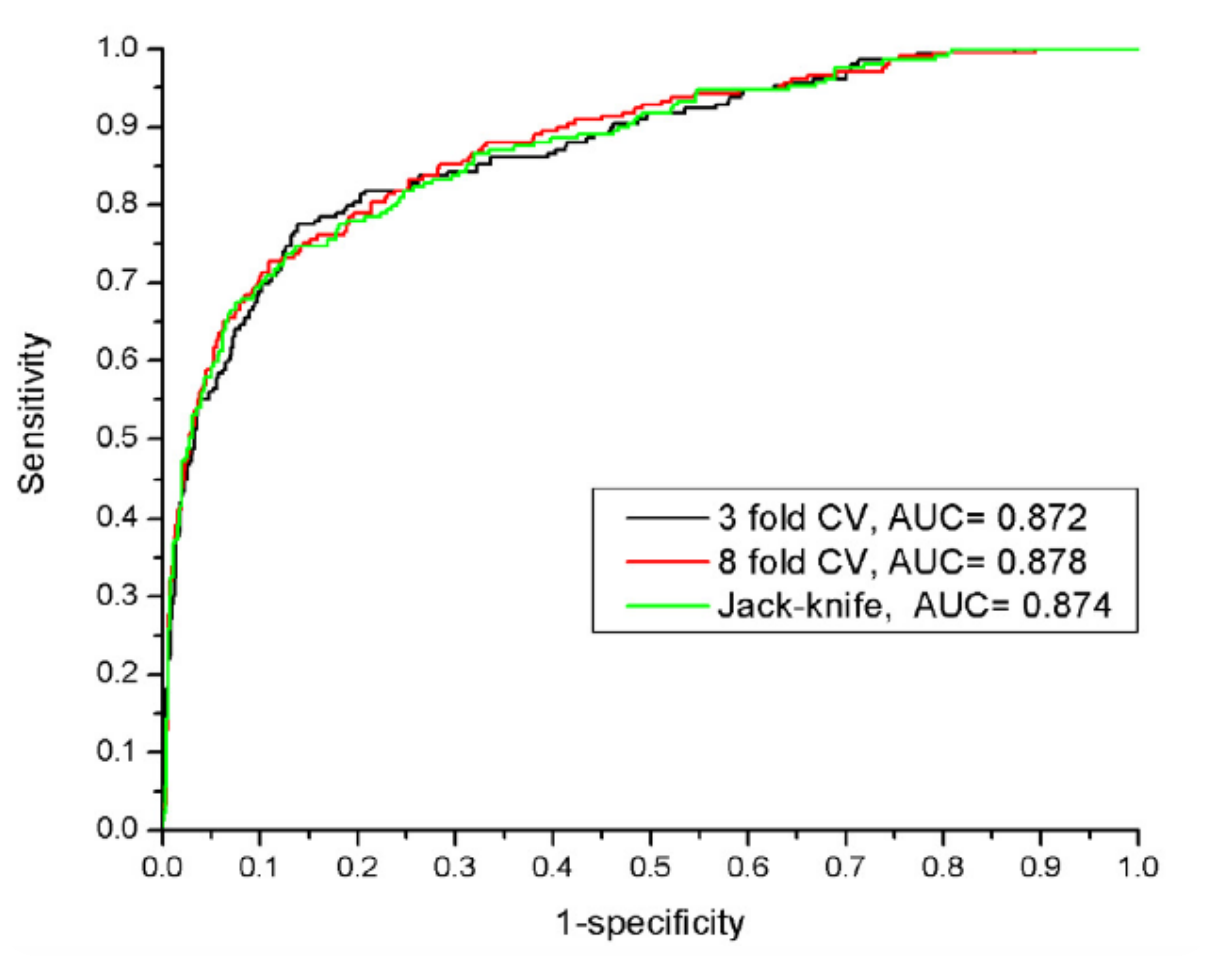 1.0
0.9
0.8
0.7
0.6
0.5
0.4
0.3
0.2
0.1
0.0
Sensitivity
3 fold CV, AUC= 0.872
8 fold CV, AUC= 0.878
Jack-knife, AUC= 0.874
0.0 0.1 0.2 0.3 0.4 0.5 0.6 0.7 0.8 0.9 1.0
1-specificity